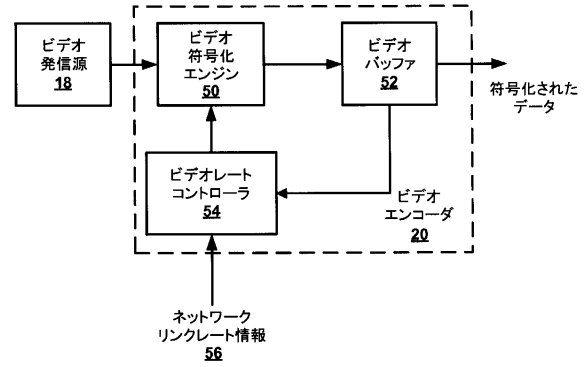 ビデオ
発信源
18
ビデオ
符号化
エンジン
50
ビデオ
バッファ
52
符号化された
データ
ビデオレート
コントローラ
54
ビデオ
エンコーダ
20
ネットワーク
リンクレート情報
56